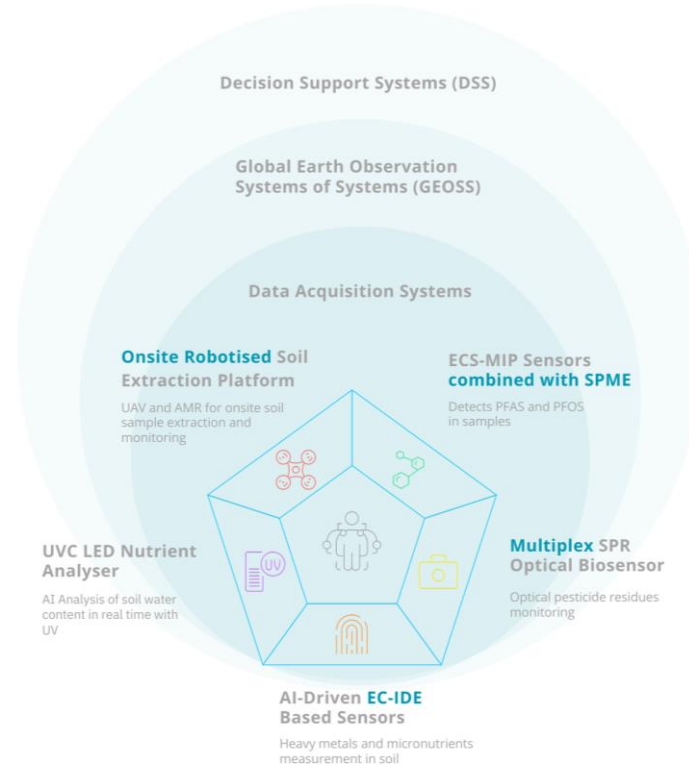 Decision Support Systems (DSS)
Global Earth Observation
Systems of Systems (GEOSS)
Data Acquisition Systems
Onsite Robotised Soil
Extraction Platform
UAV and AMR for onsite soil
sample extraction and
monitoring
ECS-MIP Sensors
combined with SPME
Detects PFAS and PFOS
in samples
UVC LED Nutrient
Analyser
AI Analysis of soil water
content in real time with
UV
UV
Multiplex SPR
Optical Biosensor
Optical pesticide residues
monitoring
AI-Driven EC-IDE
Based Sensors
Heavy metals and micronutrients
measurement in soil